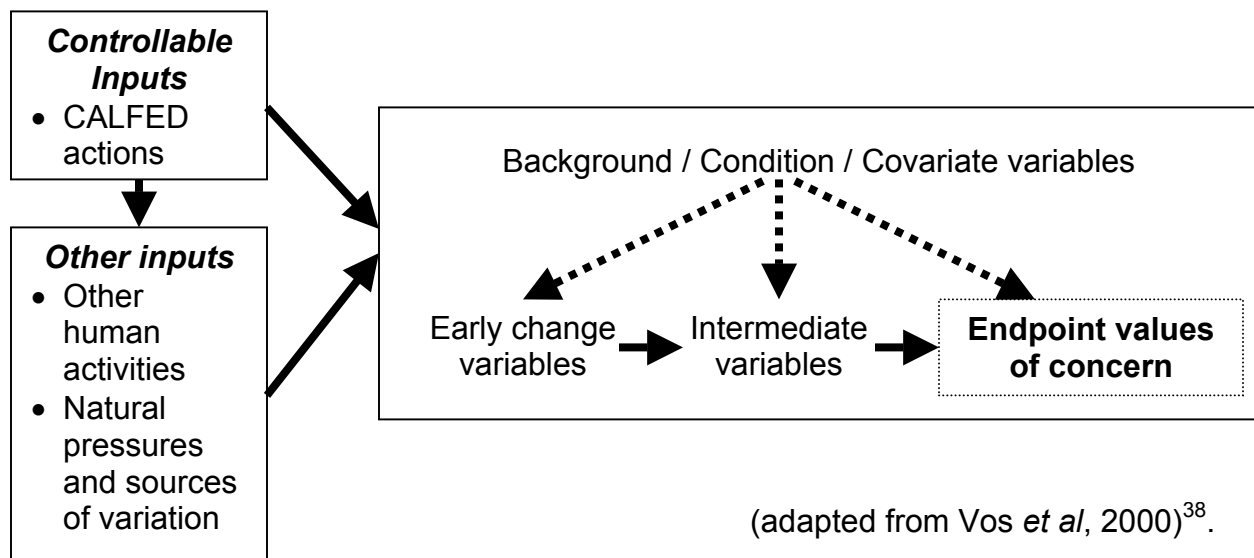 Controllable
Inputs
• CALFED
actions
Other inputs
• Other
human
activities
• Natural
pressures
and sources
of variation
Background / Condition / Covariate variables
Early change
variables
Intermediate
variables
Endpoint values
of concern
(adapted from Vos et al, 2000)38.